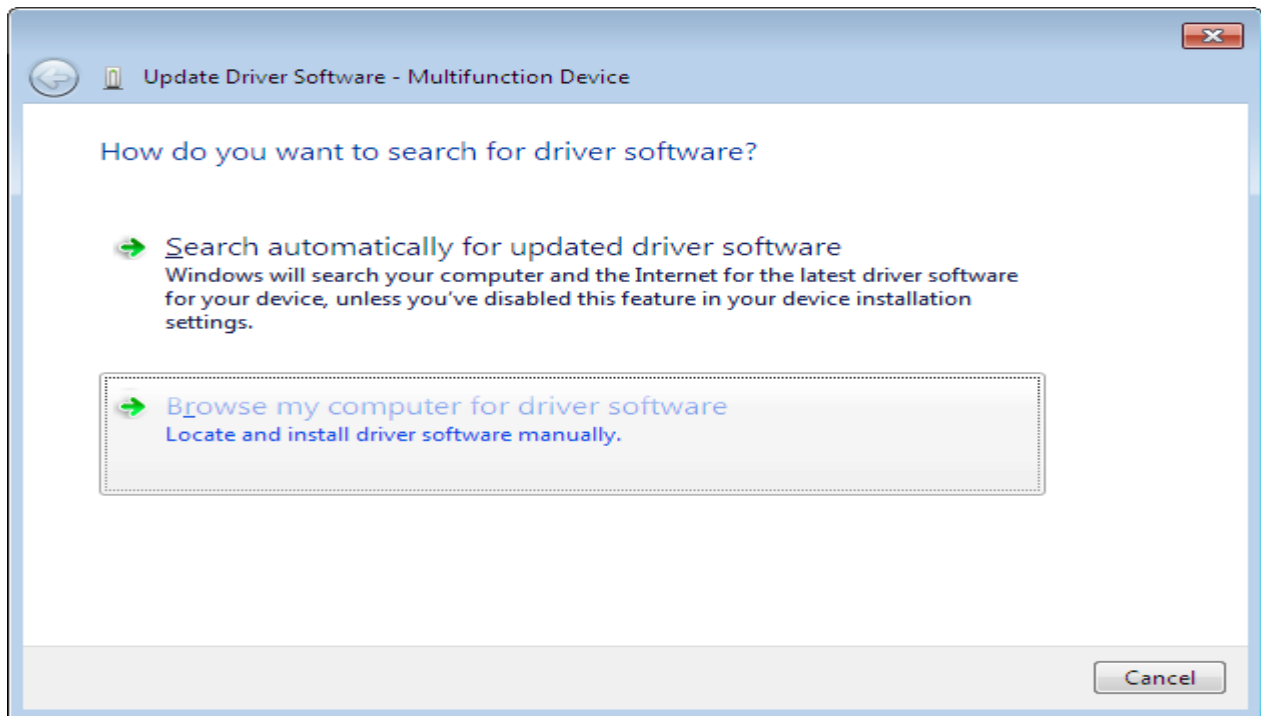 Update Driver Software - Multifunction Device
How do you want to search for driver software?
Search automatically for updated driver software
Windows will search your computer and the Internet for the latest driver software
for your device, unless you've disabled this feature in your device installation
settings.
Browse my computer for driver software
Locate and install driver software manually.
Cancel